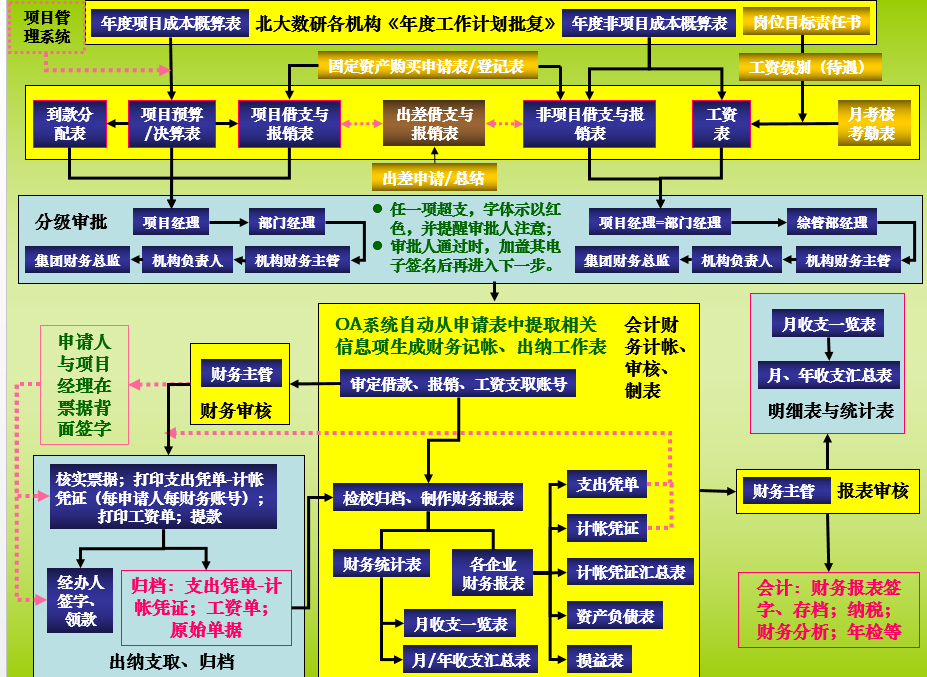 项目管
理系统
年度项目成本概算表
北大数研各机构《年度工作计划批复》
年度非项目成本概算表
岗位目标责任书
固定资产购买申请表/登记表
工资级别（待遇）
到款分
配表
项目预算
/决算表
项目借支与
报销表
出差借支与
报销表
非项目借支与报
销表
工资
表
月考核
考勤表
出差申请/总结
分级审批
项目经理
部门经理
集团财务总监
机构负责人
机构财务主管
任一项超支，字体示以红
色，并提醒审批人注意；
审批人通过时，加盖其电
子签名后再进入下一步。
项目经理=部门经理
综管部经理
集团财务总监
机构负责人
机构财务主管
申请人
与项目
经理在
票据背
面签字
财务主管
财务审核
OA系统自动从申请表中提取相关
信息项生成财务记帐、出纳工作表
会计财
务计帐、
审核、
制表
审定借款、报销、工资支取账号
月收支一览表
月、年收支汇总表
明细表与统计表
核实票据；打印支出凭单-计帐
凭证（每申请人每财务账号）；
打印工资单；提款
经办人
签字、
领款
归档：支出凭单-计
帐凭证；工资单；
原始单据
出纳支取、归档
检校归档、制作财务报表
财务统计表
各企业
财务报表
月收支一览表
月/年收支汇总表
支出凭单
计帐凭证
计帐凭证汇总表
资产负债表
损益表
财务主管
报表审核
会计：财务报表签
字、存档；纳税；
财务分析；年检等